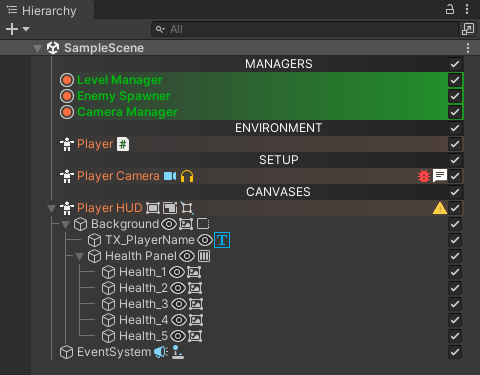 Hierarchy
All
SampleScene
MANAGERS
Level Manager
Enemy Spawner
Camera Manager
ENVIRONMENT
Player #
SETUP
Player Camera
CANVASES
Player HUD
Background
TX_PlayerName T
Health Panel
Health_1
Health_2
Health_3
Health_4
Health_5
EventSystem